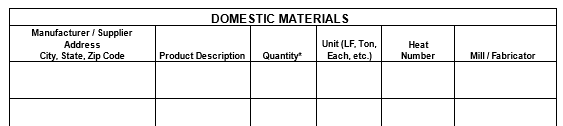 DOMESTIC MATERIALS
Manufacturer / Supplier
Address
City, State, Zip Code
Product Description
Quantity*
Unit (LF, Ton,
Each, etc.)
Heat
Number
Mill / Fabricator